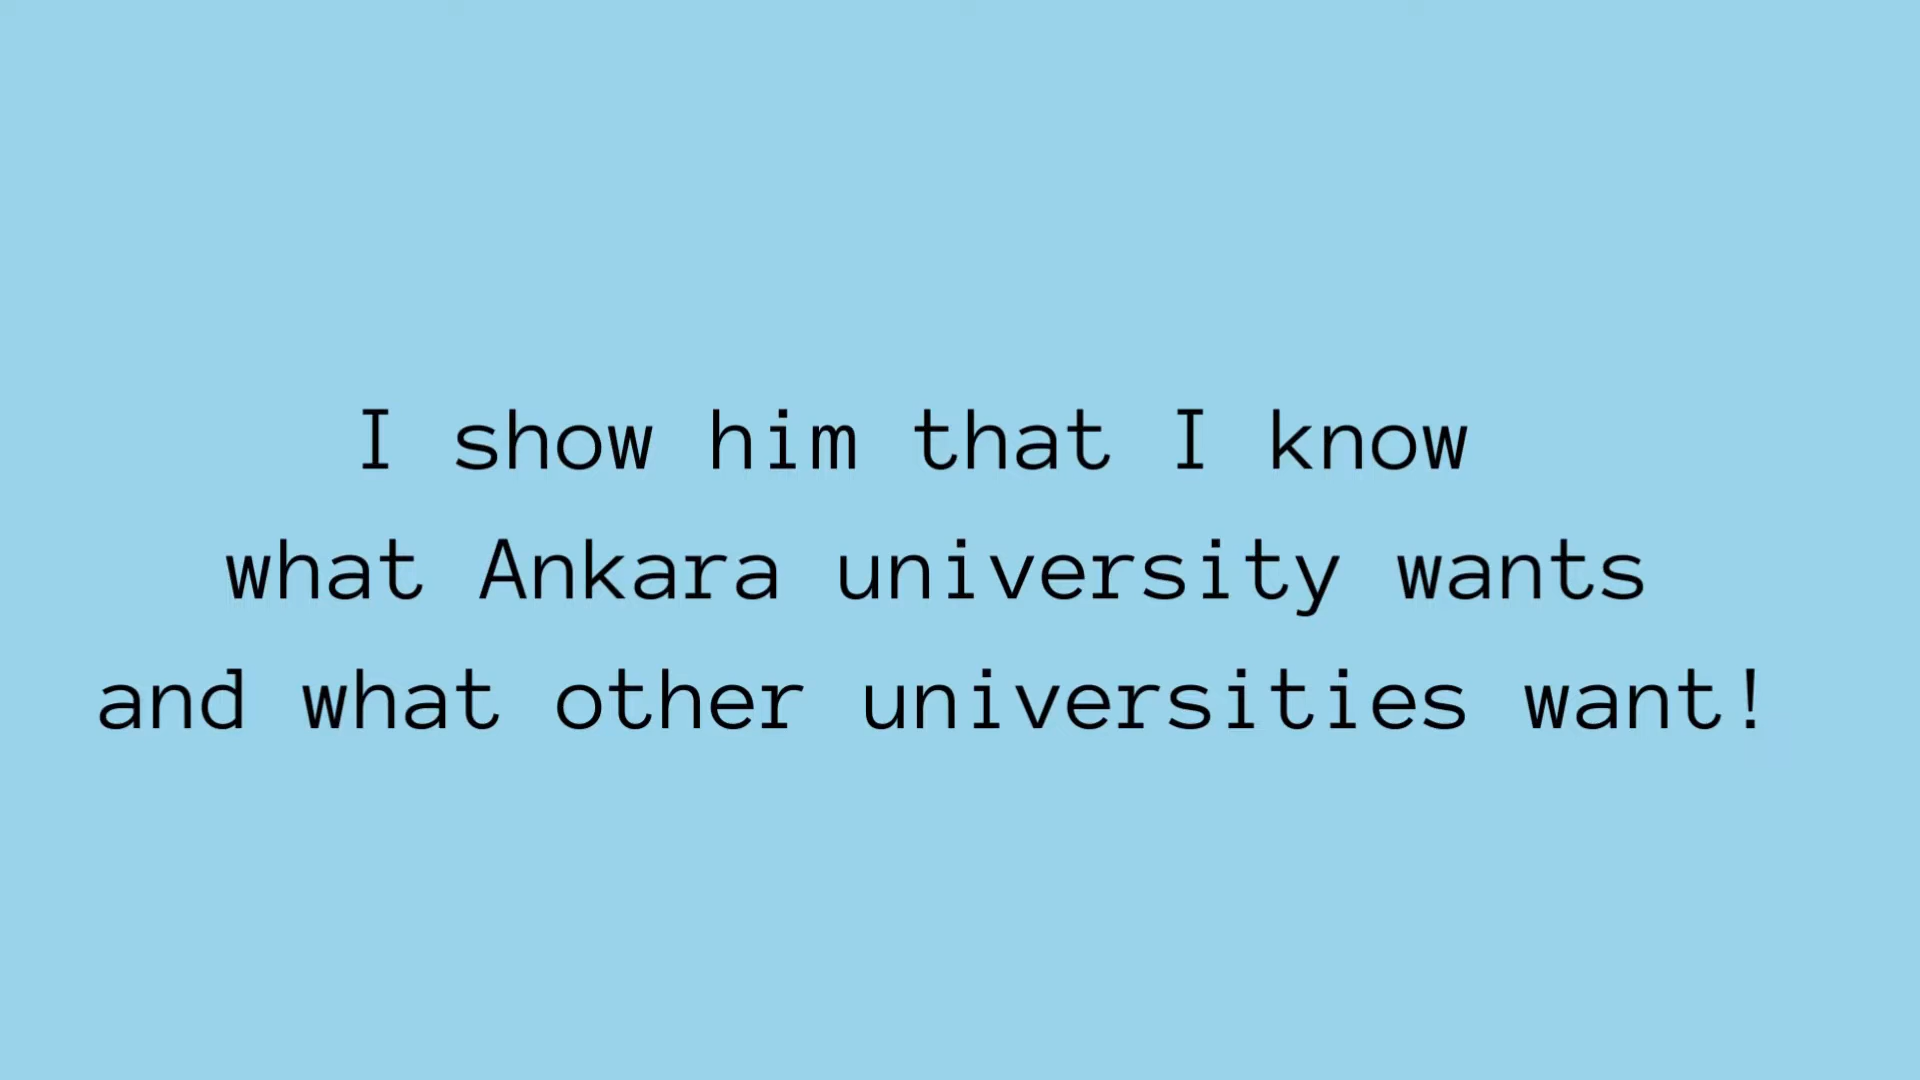 I show him that I know
what Ankara university wants
and what other universities want!